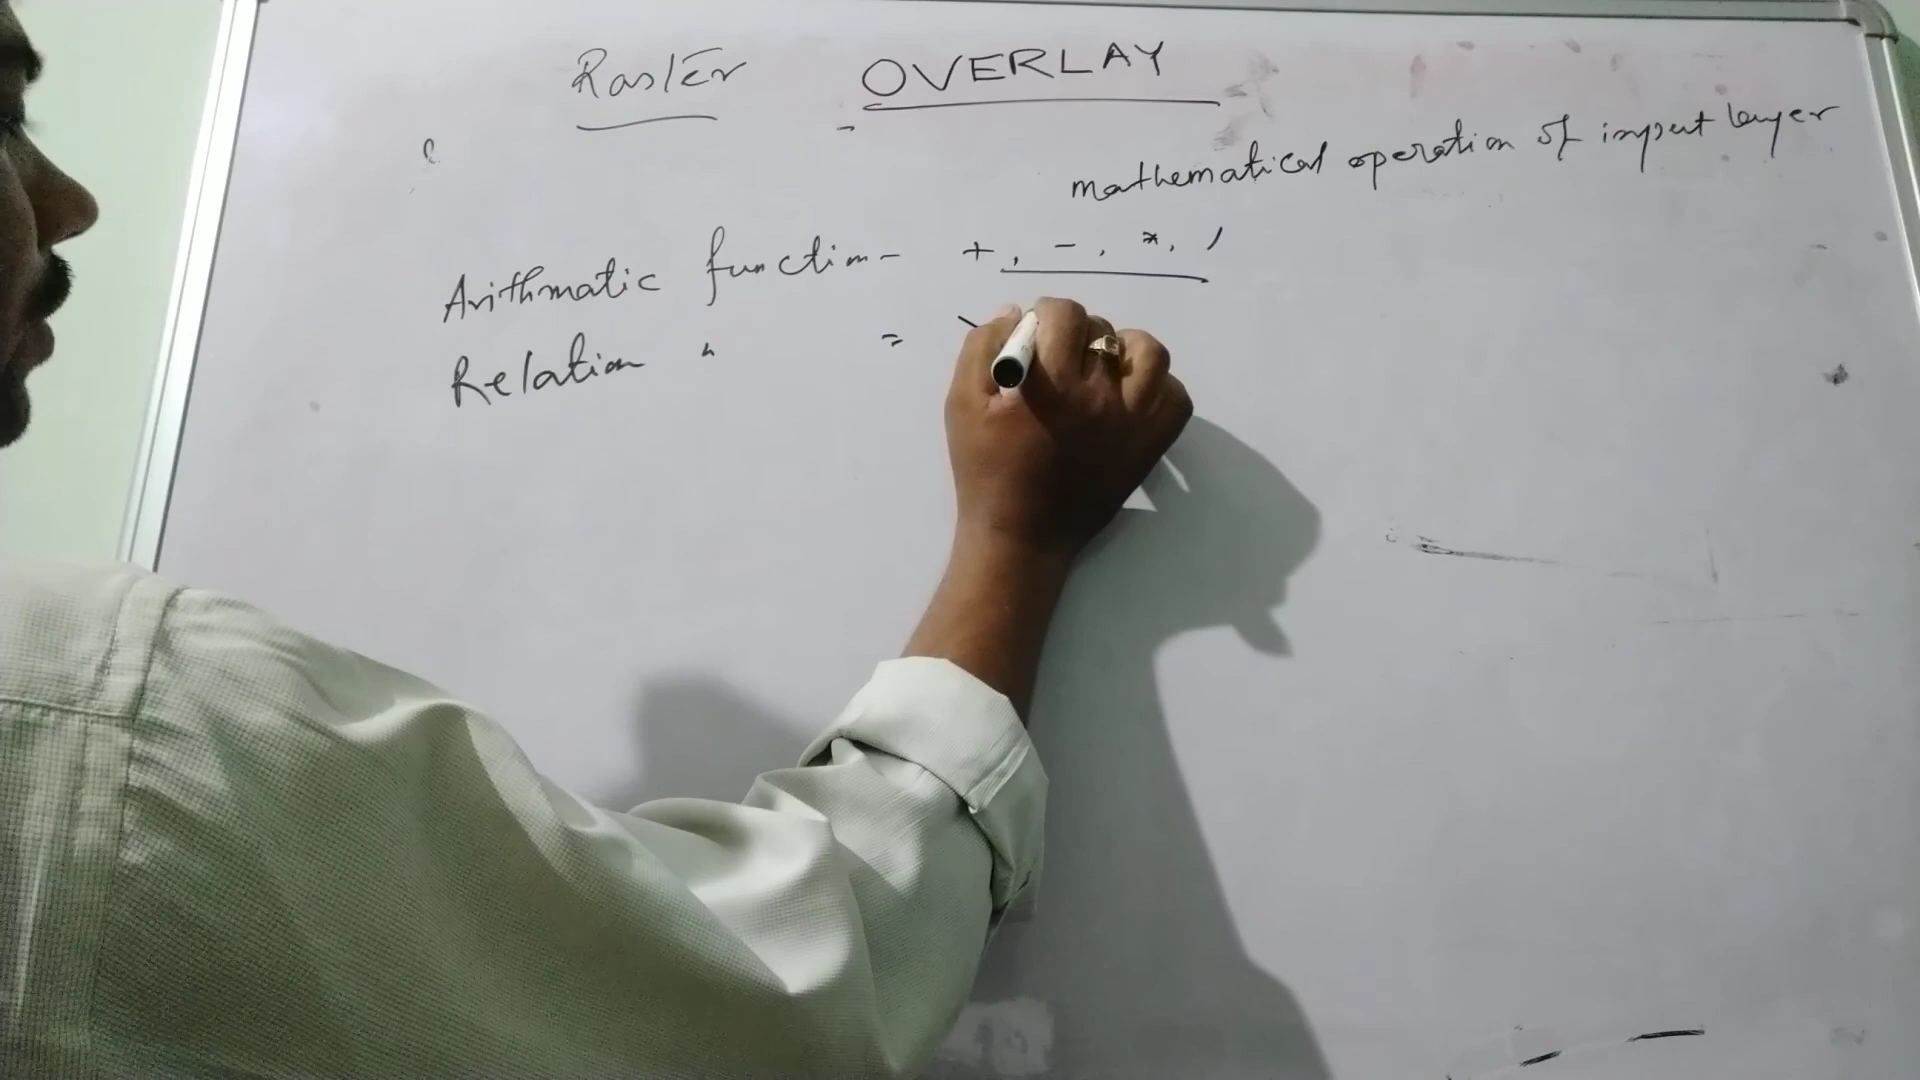 Raster OVERLAY
mathematical operation of input layer
Arithmatic function - +, -, *, /
Relation " =